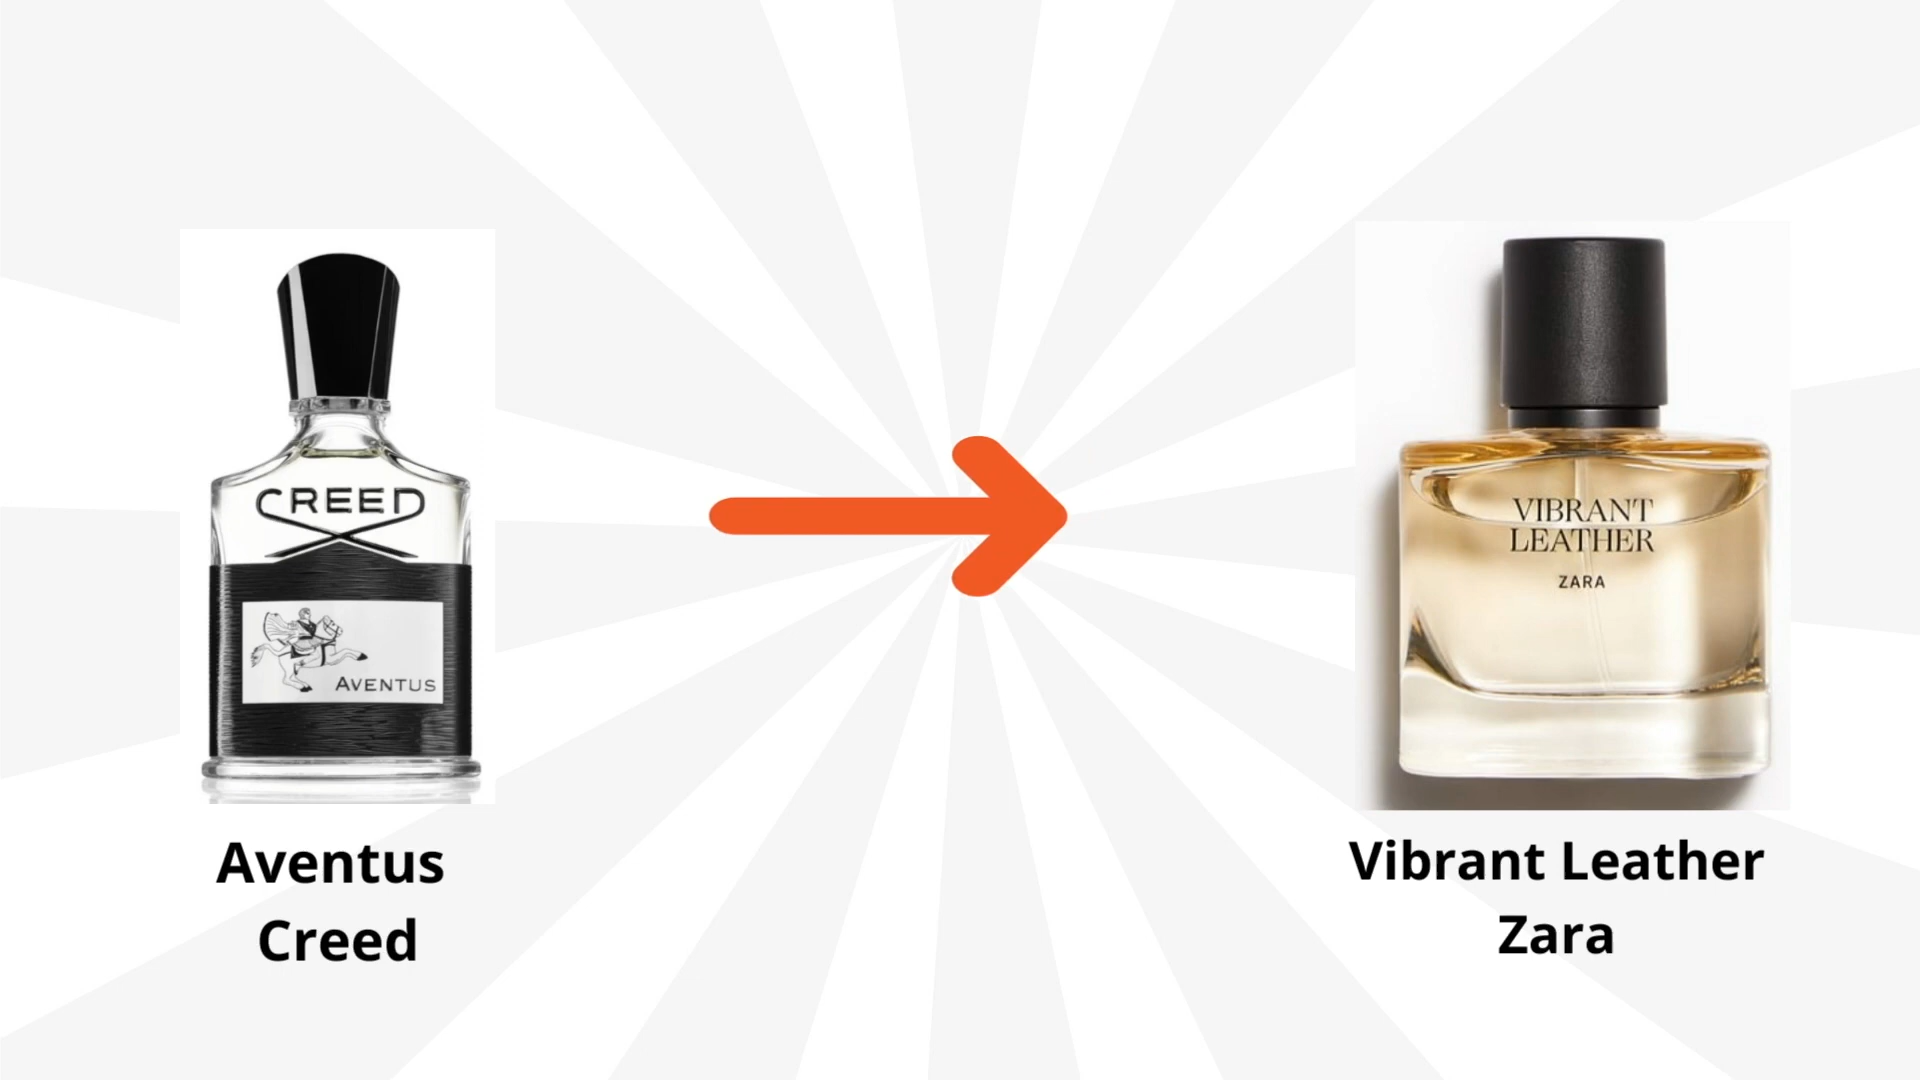 CREED
AVENTUS
Aventus
Creed
VIBRANT
LEATHER
ZARA
Vibrant Leather
Zara